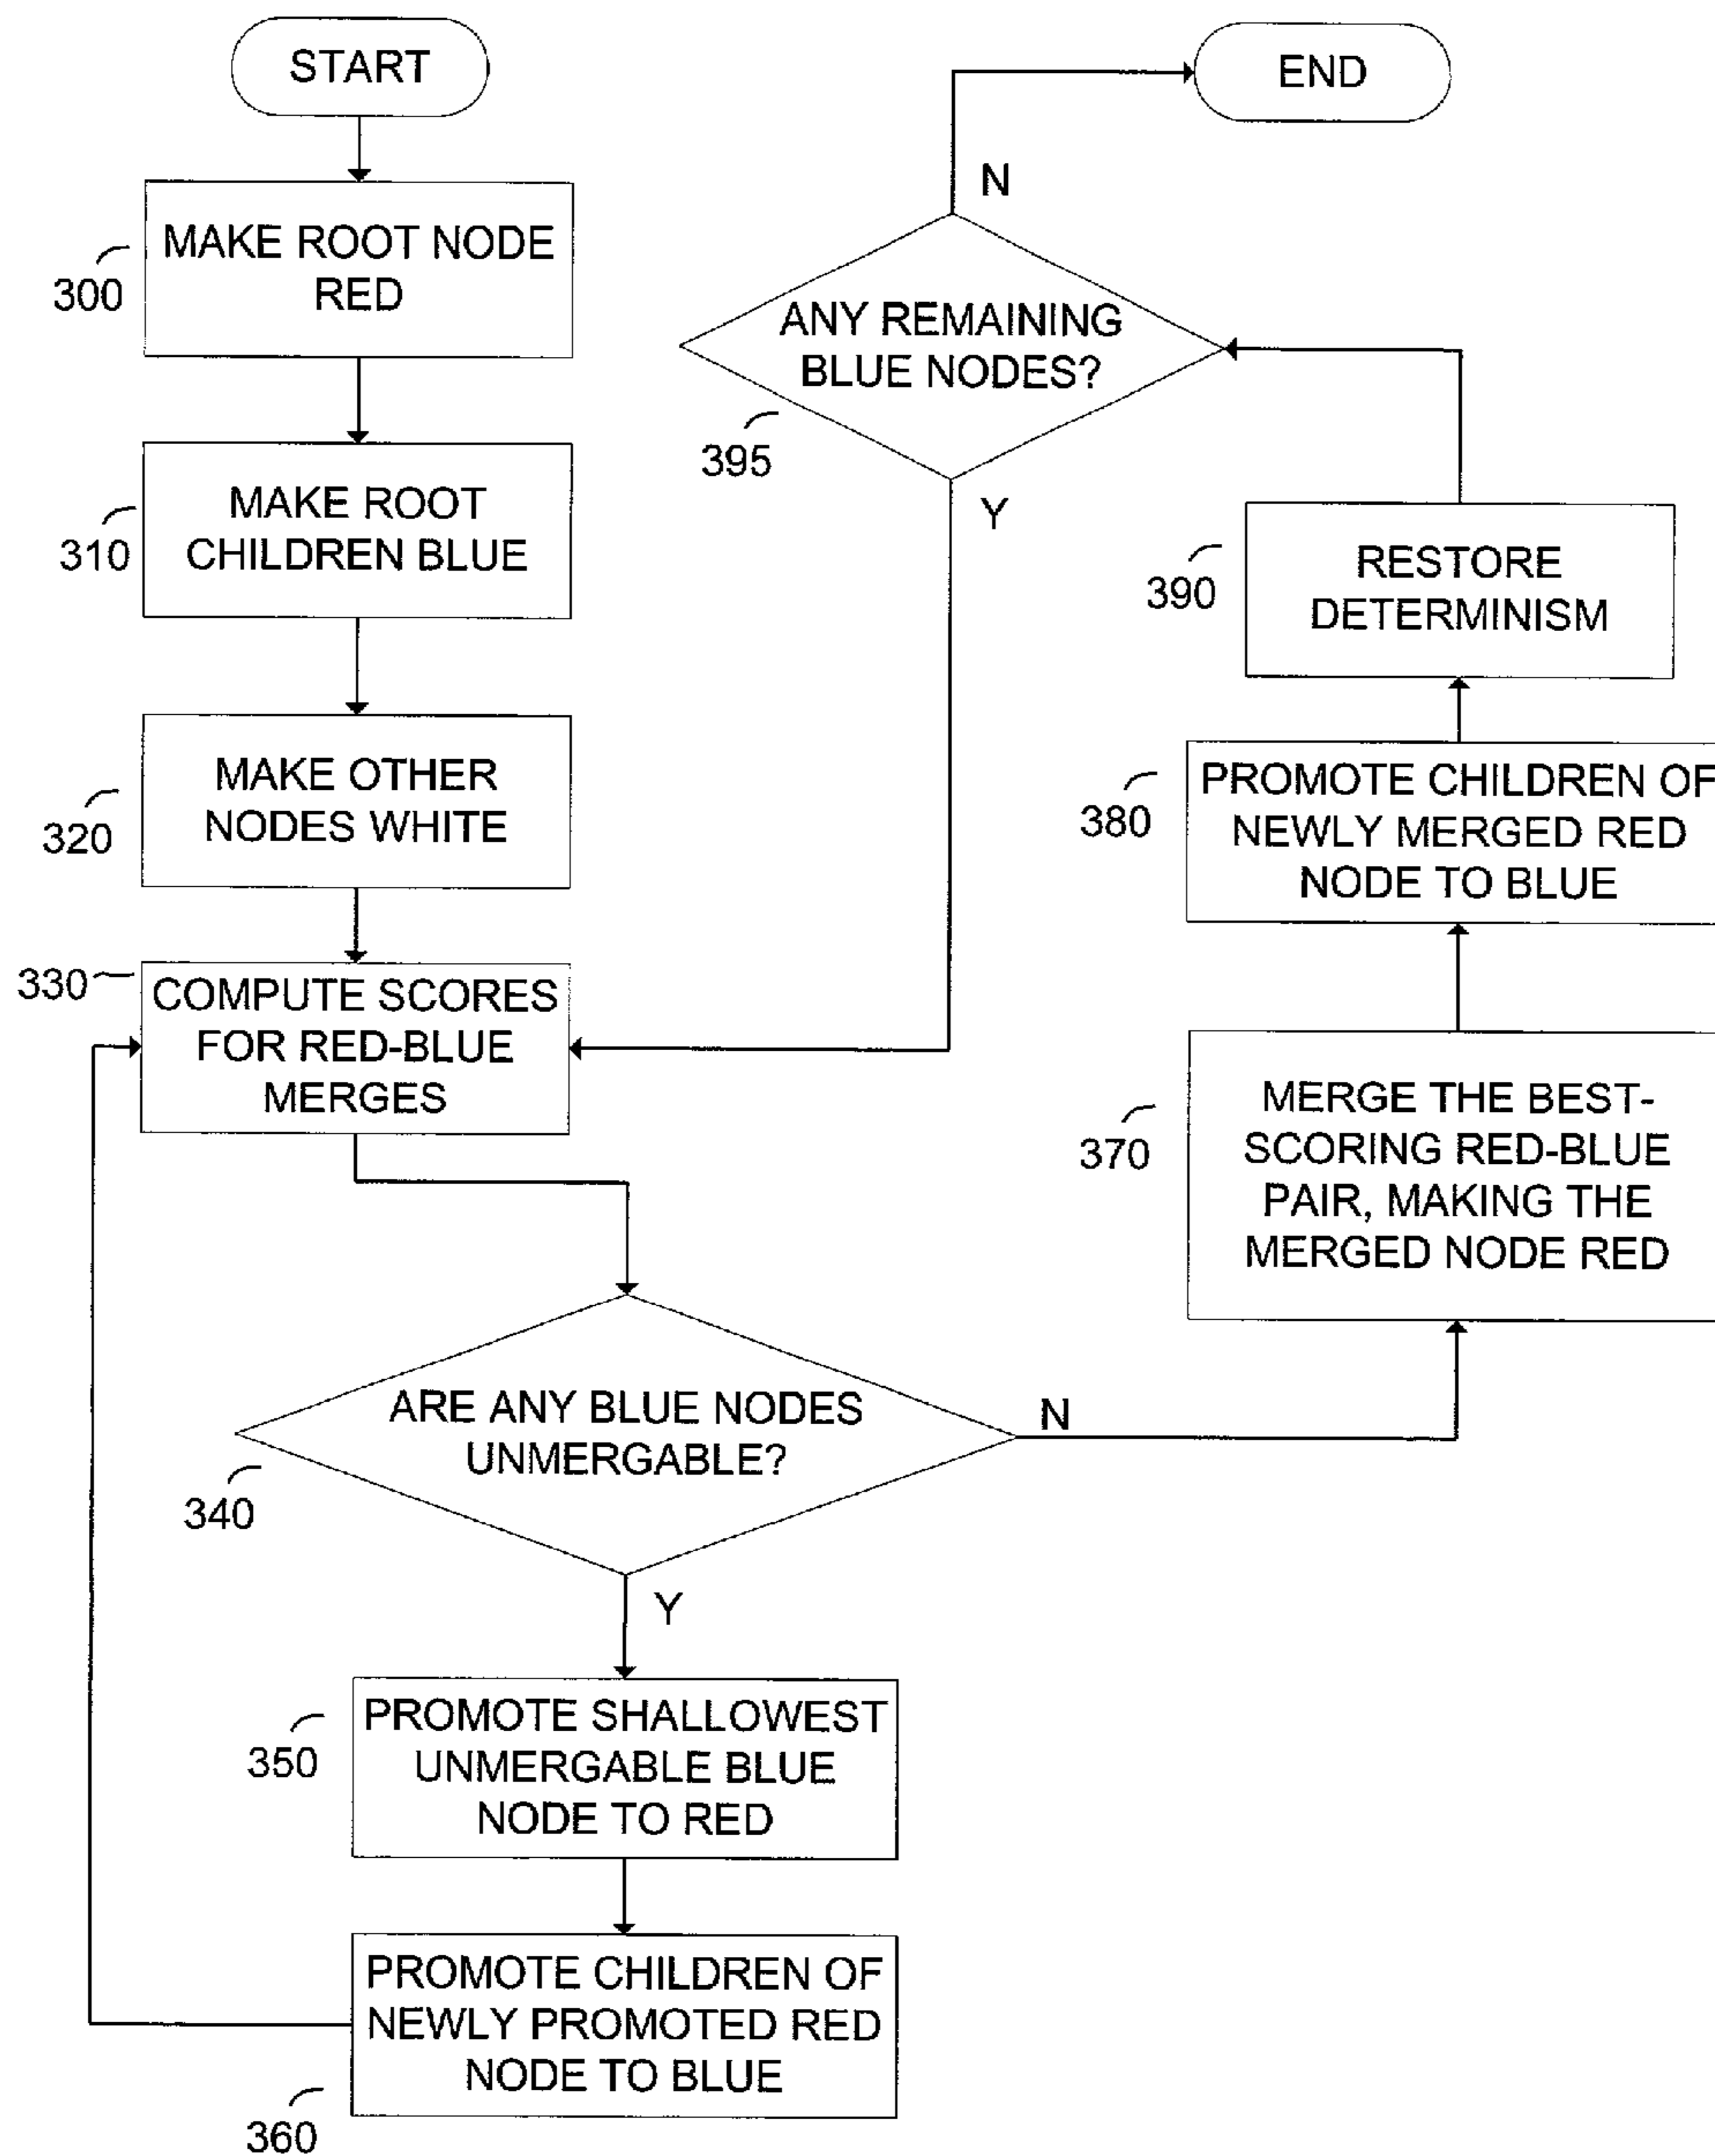 START
MAKE ROOT NODE
RED
300
MAKE ROOT
CHILDREN BLUE
310
MAKE OTHER
NODES WHITE
320
330
COMPUTE SCORES
FOR RED-BLUE
MERGES
ARE ANY BLUE NODES
UNMERGABLE?
340
N
Y
PROMOTE SHALLOWEST
UNMERGABLE BLUE
NODE TO RED
350
PROMOTE CHILDREN OF
NEWLY PROMOTED RED
NODE TO BLUE
360
MERGE THE BEST-
SCORING RED-BLUE
PAIR, MAKING THE
MERGED NODE RED
370
PROMOTE CHILDREN OF
NEWLY MERGED RED
NODE TO BLUE
380
RESTORE
DETERMINISM
390
ANY REMAINING
BLUE NODES?
395
N
Y
END